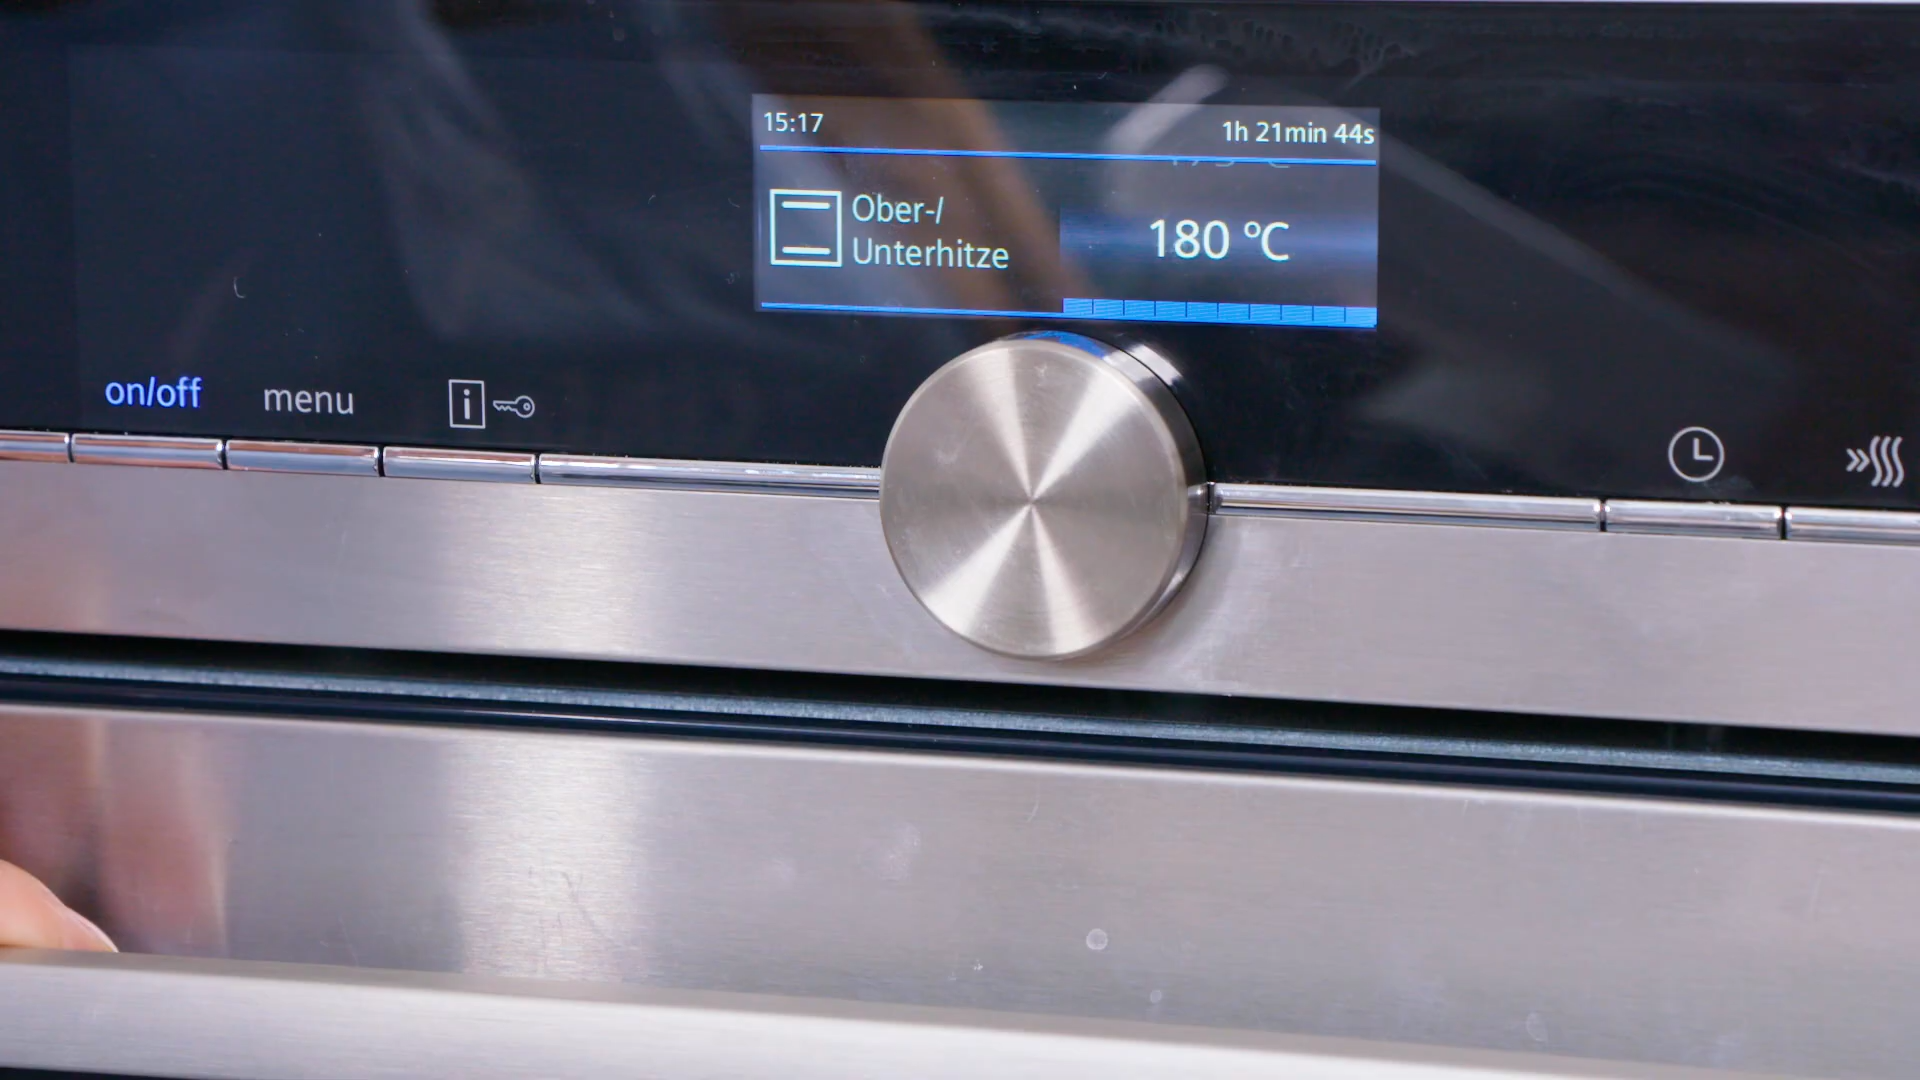 15:17
1h 21min 44s
Ober-/
Unterhitze
180 °C
on/off
menu
i